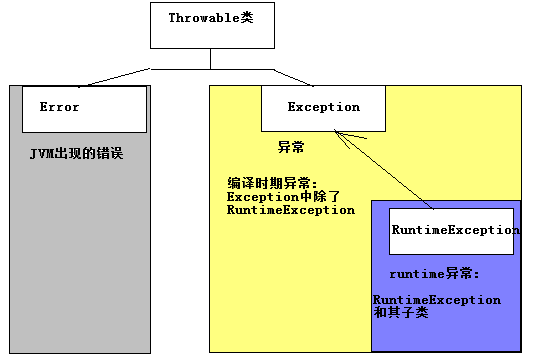 Throwable类
Error
JVM出现的错误
Exception
异常
编译时期异常：
Exception中除了
RuntimeException
RuntimeException
runtime异常：
RuntimeException
和其子类